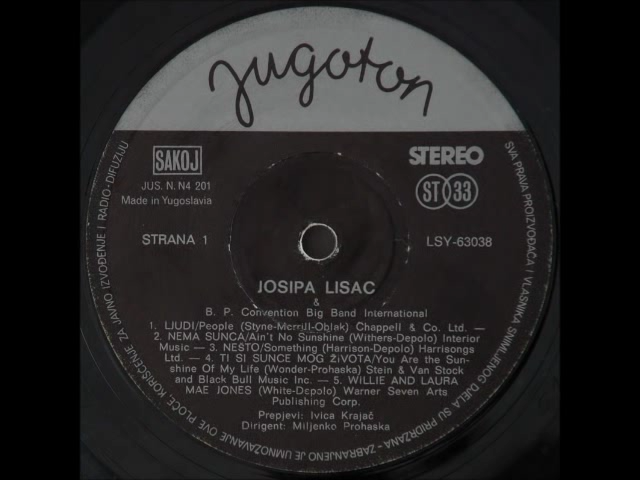 jugoton
SAKOJ
JUS. N. N4 201
Made in Yugoslavia
STEREO
ST 33
STRANA 1
LSY-63038
JOSIPA LISAC
&
B. P. Convention Big Band International
1. LJUDI/People (Styne-Merrill-Oblak) Chappell & Co. Ltd. —
2. NEMA SUNCA/Ain't No Sunshine (Withers-Depolo) Interior
Music — 3. NEŠTO/Something (Harrison-Depolo) Harrisongs
Ltd. — 4. TI SI SUNCE MOG ŽIVOTA/You Are the Sun-
shine Of My Life (Wonder-Prohaska) Stein & Van Stock
and Black Bull Music Inc. — 5. WILLIE AND LAURA
MAE JONES (White-Depolo) Warner Seven Arts
Publishing Corp.
Prepjevi: Ivica Krajač
Dirigent: Miljenko Prohaska
SVA PRAVA PROIZVOĐAČA I VLASNIKA SNIMLJENOG DJELA SU PRIDRŽANA - ZABRANJENO JE UMNOŽAVANJE OVE PLOČE, KORIŠĆENJE ZA JAVNO IZVOĐENJE I RADIO-DIFUZIJU